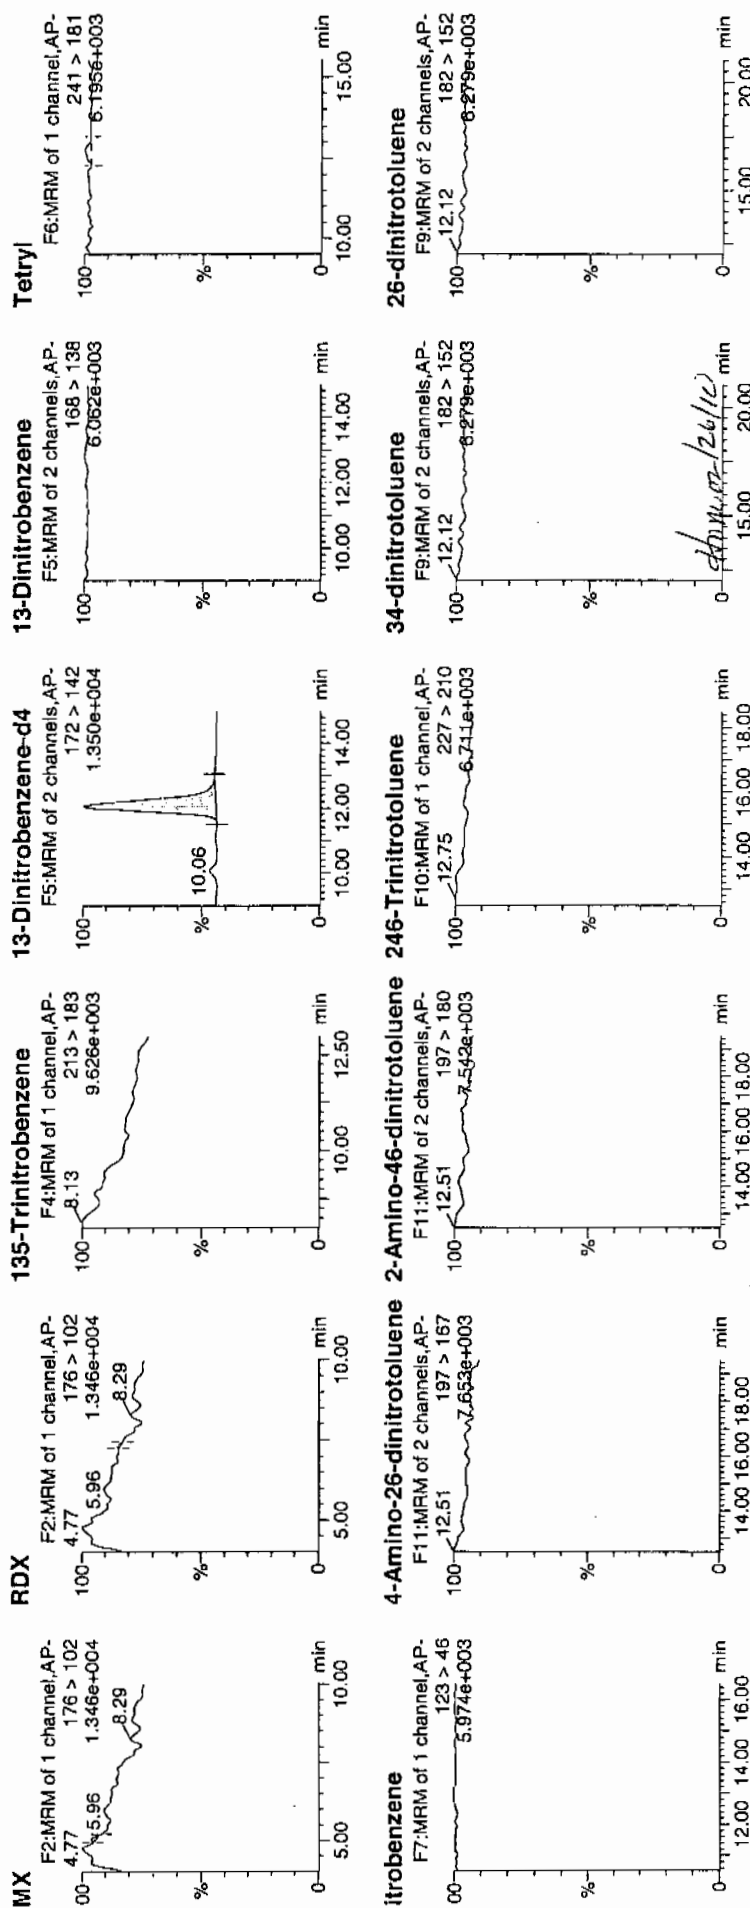 MX
F2:MRM of 1 channel,AP-
176 > 102
1.346e+004
4.77
5.96
8.29
00
%
0
5.00
10.00
min
RDX
F2:MRM of 1 channel,AP-
176 > 102
1.346e+004
4.77
5.96
8.29
100
%
0
5.00
10.00
min
135-Trinitrobenzene
F4:MRM of 1 channel,AP-
213 > 183
9.626e+003
8.13
100
%
0
10.00
12.50
min
13-Dinitrobenzene-d4
F5:MRM of 2 channels,AP-
172 > 142
1.350e+004
10.06
100
%
0
10.00
12.00
14.00
min
13-Dinitrobenzene
F5:MRM of 2 channels,AP-
168 > 138
6.062e+003
100
%
0
10.00
12.00
14.00
min
Tetryl
F6:MRM of 1 channel,AP-
241 > 181
6.195e+003
100
%
0
10.00
15.00
min
itrobenzene
F7:MRM of 1 channel,AP-
123 > 46
5.974e+003
00
%
0
12.00
14.00
16.00
min
4-Amino-26-dinitrotoluene
F11:MRM of 2 channels,AP-
197 > 167
7.653e+003
12.51
100
%
0
14.00
16.00
18.00
min
2-Amino-46-dinitrotoluene
F11:MRM of 2 channels,AP-
197 > 180
7.542e+003
12.51
100
%
0
14.00
16.00
18.00
min
246-Trinitrotoluene
F10:MRM of 1 channel,AP-
227 > 210
6.711e+003
12.75
100
%
0
14.00
16.00
18.00
min
34-dinitrotoluene
F9:MRM of 2 channels,AP-
182 > 152
6.279e+003
12.12
100
%
0
15.00
20.00
min
26-dinitrotoluene
F9:MRM of 2 channels,AP-
182 > 152
6.279e+003
12.12
100
%
0
15.00
20.00
min